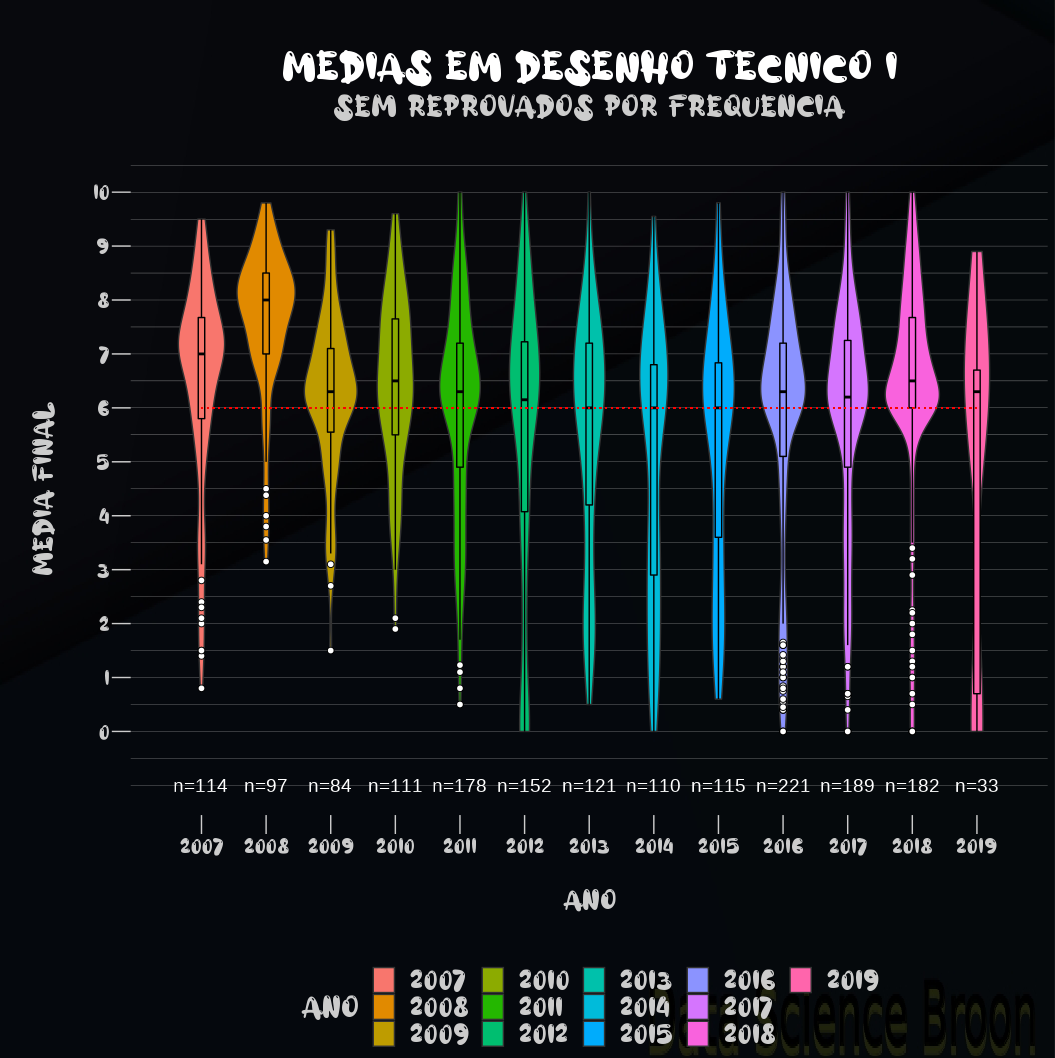 MEDIAS EM DESENHO TECNICO I
SEM REPROVADOS POR FREQUENCIA
MEDIA FINAL
10
9
8
7
6
5
4
3
2
1
0
n=114 n=97 n=84 n=111 n=178 n=152 n=121 n=110 n=115 n=221 n=189 n=182 n=33
2007 2008 2009 2010 2011 2012 2013 2014 2015 2016 2017 2018 2019
ANO
ANO
2007 2010 2013 2016 2019
2008 2011 2014 2017
2009 2012 2015 2018
Data Science Broon